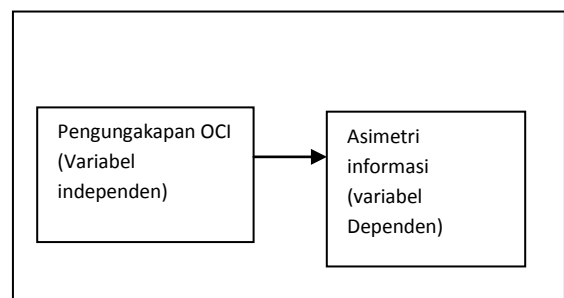 Pengungakapan OCI
(Variabel
independen)
Asimetri
informasi
(variabel
Dependen)